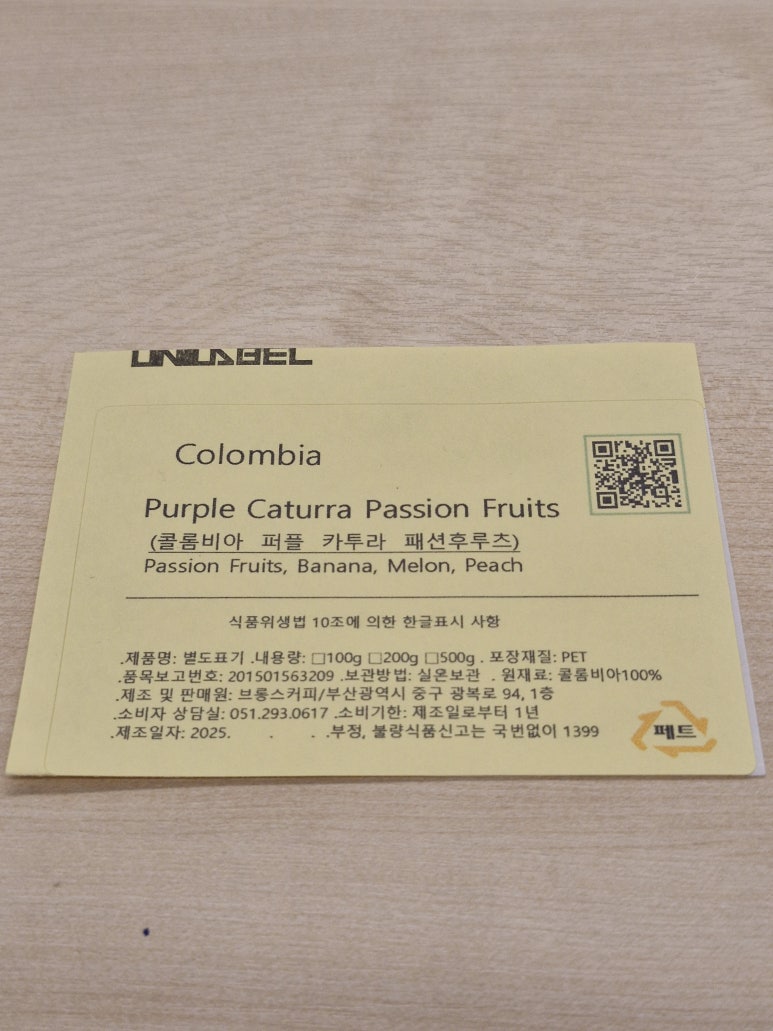 UNILABEL
Colombia
Purple Caturra Passion Fruits
(콜롬비아 퍼플 카투라 패션후루츠)
Passion Fruits, Banana, Melon, Peach
식품위생법 10조에 의한 한글표시 사항
.제품명: 별도표기 .내용량: □100g □200g □500g . 포장재질: PET
.품목보고번호: 201501563209 .보관방법: 실온보관 . 원재료: 콜롬비아100%
.제조 및 판매원: 브롱스커피/부산광역시 중구 광복로 94, 1층
.소비자 상담실: 051.293.0617 .소비기한: 제조일로부터 1년
.제조일자: 2025. . . .부정, 불량식품신고는 국번없이 1399
페트